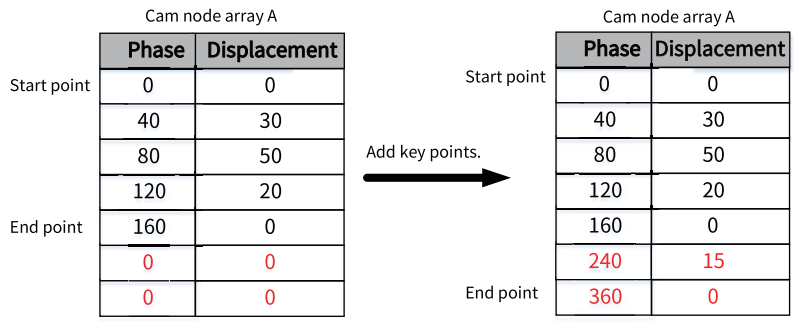 Cam node array A
Phase Displacement
Start point 0 0
40 30
80 50
120 20
End point 160 0
0 0
0 0
Add key points.
Cam node array A
Phase Displacement
Start point 0 0
40 30
80 50
120 20
160 0
240 15
End point 360 0